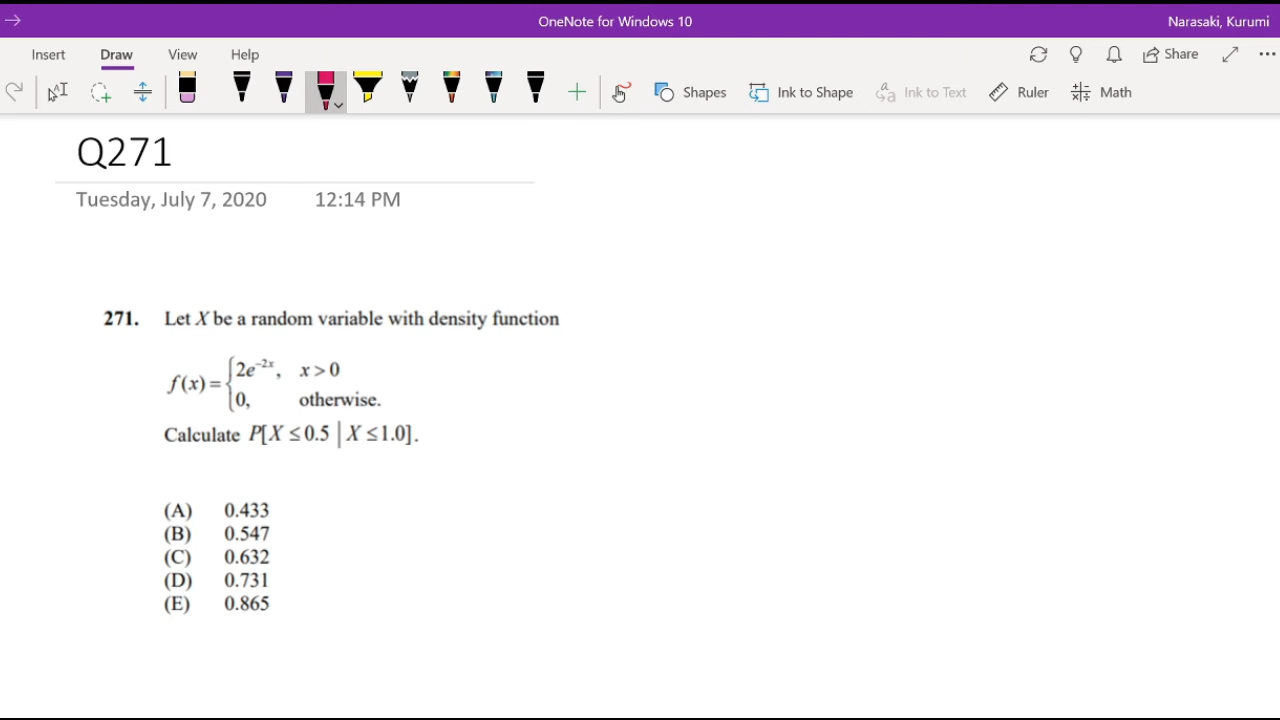 OneNote for Windows 10
Narasaki, Kurumi
Insert Draw View Help
Share
Shapes Ink to Shape Ink to Text Ruler Math
Q271
Tuesday, July 7, 2020 12:14 PM
271. Let X be a random variable with density function
f(x) = { 2e^{-2x}, x > 0
0, otherwise.
Calculate P[X ≤ 0.5 | X ≤ 1.0].
(A) 0.433
(B) 0.547
(C) 0.632
(D) 0.731
(E) 0.865